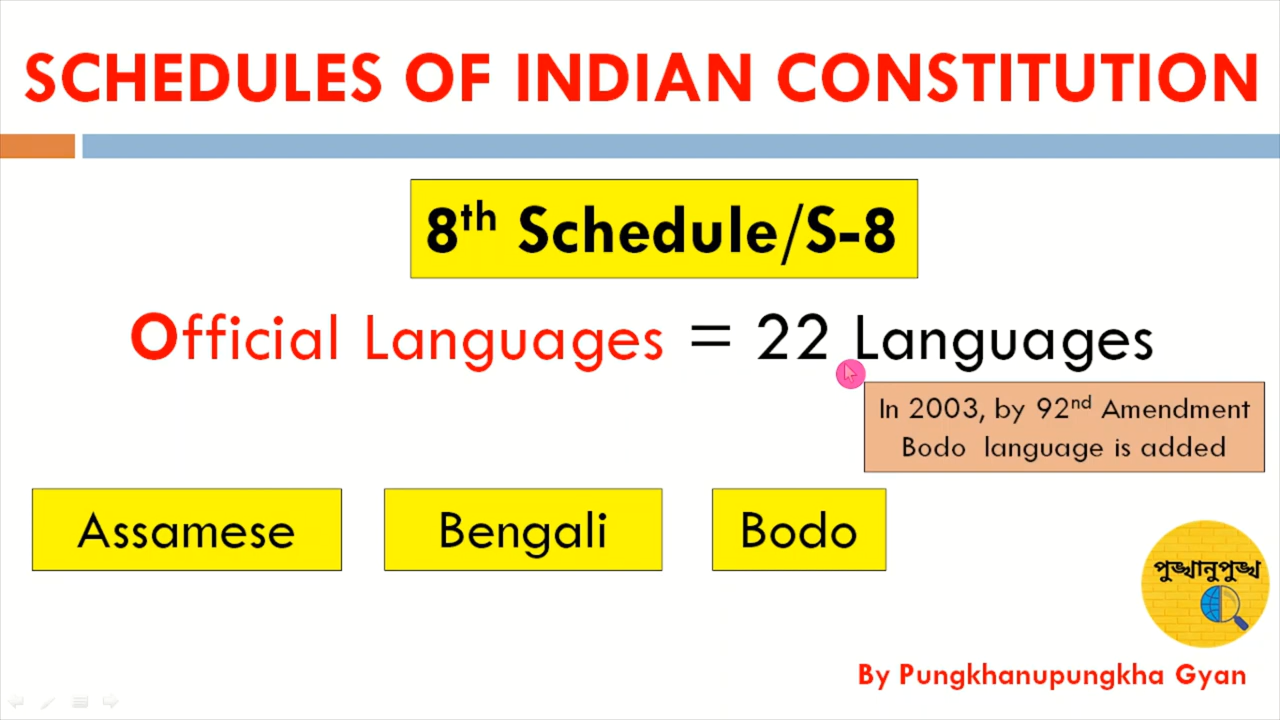 SCHEDULES OF INDIAN CONSTITUTION
8th Schedule/S-8
Official Languages = 22 Languages
In 2003, by 92nd Amendment
Bodo language is added
Assamese
Bengali
Bodo
পুঙ্খানুপুঙ্খ
By Pungkhanupungkha Gyan